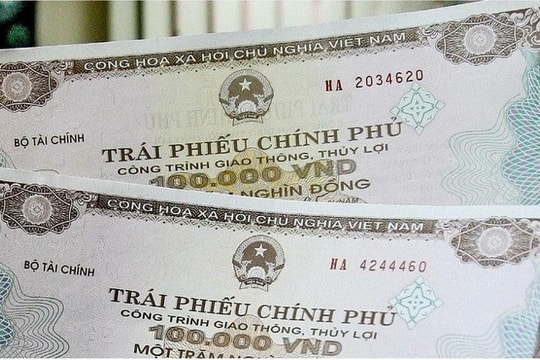 CỘNG HÒA XÃ HỘI CHỦ NGHĨA VIỆT NAM
HA 2034620
BỘ TÀI CHÍNH
TRÁI PHIẾU CHÍNH PHỦ
CÔNG TRÌNH GIAO THÔNG, THỦY LỢI
100.000 VND
NGHÌN ĐỒNG
CỘNG HÒA XÃ HỘI CHỦ NGHĨA VIỆT NAM
BỘ TÀI CHÍNH
HA 4244460
TRÁI PHIẾU CHÍNH PHỦ
CÔNG TRÌNH GIAO THÔNG, THỦY LỢI
100.000 VND
MỘT TRĂM